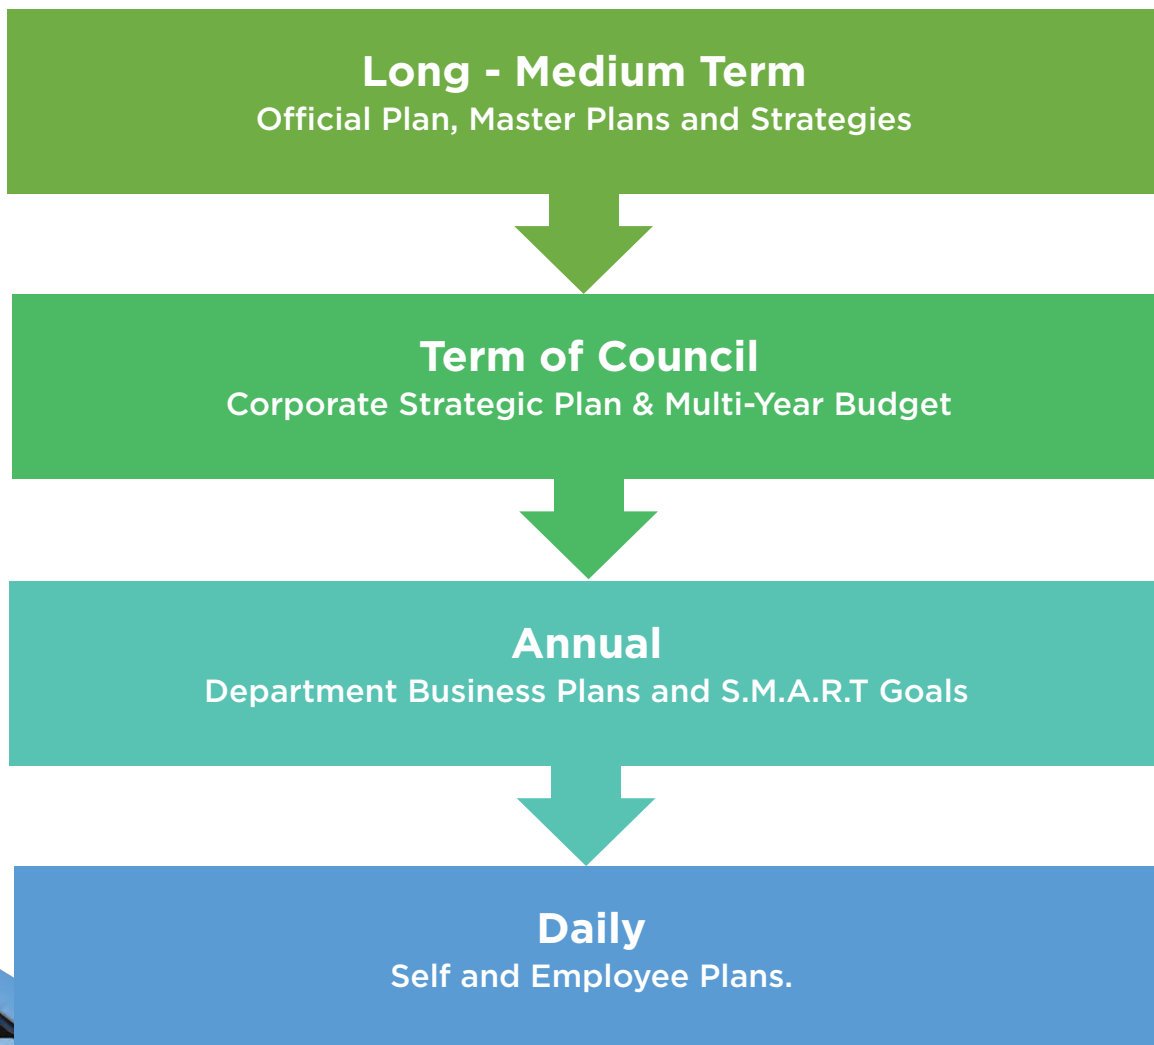 Long - Medium Term
Official Plan, Master Plans and Strategies
Term of Council
Corporate Strategic Plan & Multi-Year Budget
Annual
Department Business Plans and S.M.A.R.T Goals
Daily
Self and Employee Plans.